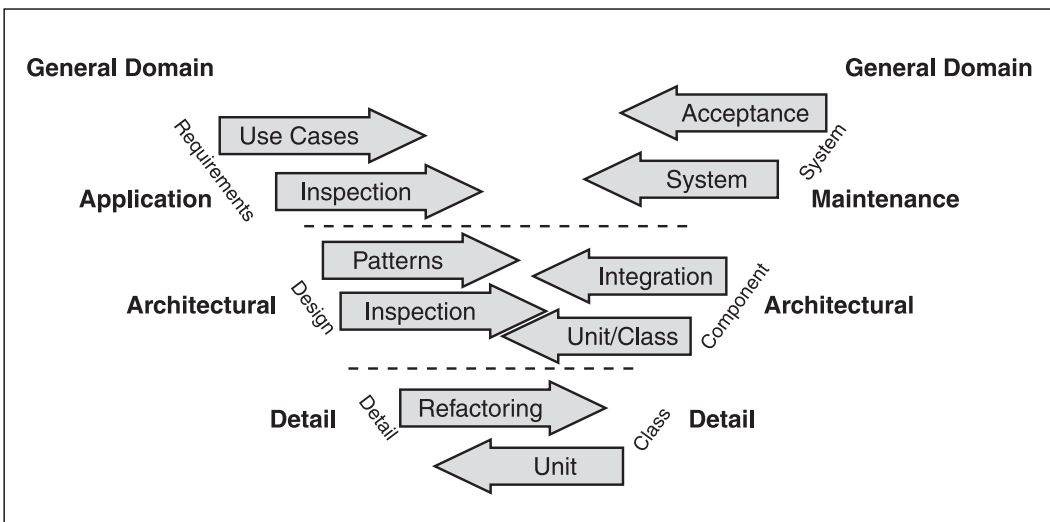 General Domain
General Domain
Use Cases
Acceptance
Requirements
System
Inspection
System
Application
Maintenance
Patterns
Integration
Architectural
Design
Inspection
Unit/Class
Component
Architectural
Refactoring
Detail
Detail
Class
Detail
Unit